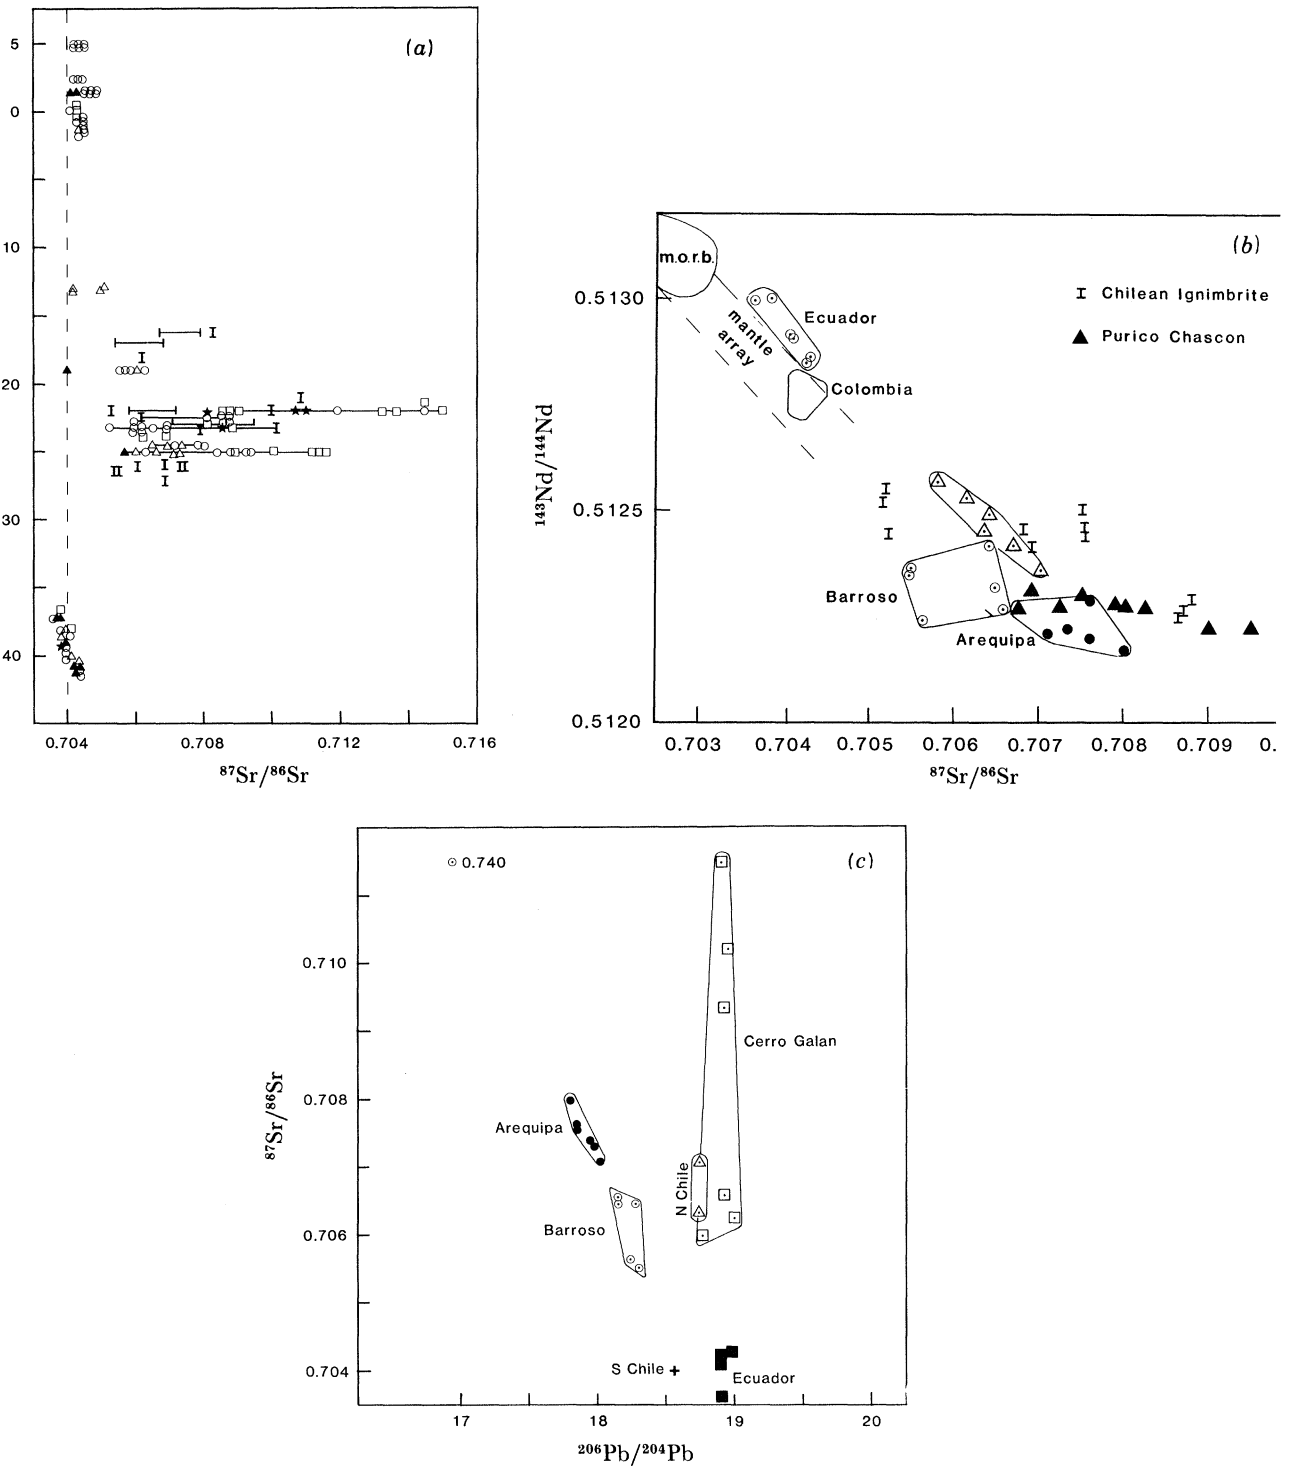 (a)
5
0
10
20
30
40
0.704 0.708 0.712 0.716
⁸⁷Sr/⁸⁶Sr
(b)
m.o.r.b.
mantle
array
Ecuador
Colombia
Chilean Ignimbrite
Purico Chascon
Barroso
Arequipa
0.5130
0.5125
0.5120
¹⁴³Nd/¹⁴⁴Nd
0.703 0.704 0.705 0.706 0.707 0.708 0.709 0.
⁸⁷Sr/⁸⁶Sr
(c)
0.740
Cerro Galan
Arequipa
N Chile
Barroso
S Chile
Ecuador
0.710
0.708
0.706
0.704
⁸⁷Sr/⁸⁶Sr
17 18 19 20
²⁰⁶Pb/²⁰⁴Pb